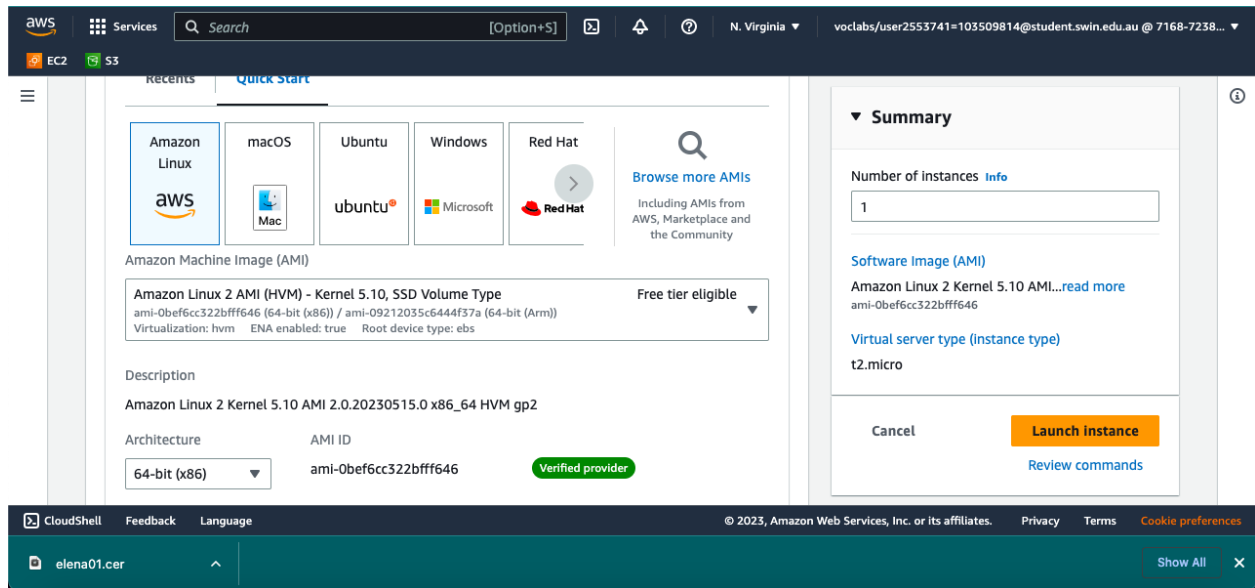 aws
Services
Search
[Option+S]
N. Virginia
voclabs/user2553741=103509814@student.swin.edu.au @ 7168-7238...
EC2
S3
Recents
Quick Start
Amazon
Linux
aws
macOS
Mac
Ubuntu
ubuntu
Windows
Microsoft
Red Hat
Red Hat
Browse more AMIs
Including AMIs from
AWS, Marketplace and
the Community
Amazon Machine Image (AMI)
Amazon Linux 2 AMI (HVM) - Kernel 5.10, SSD Volume Type
Free tier eligible
ami-0bef6cc322bfff646 (64-bit (x86)) / ami-09212035c6444f37a (64-bit (Arm))
Virtualization: hvm ENA enabled: true Root device type: ebs
Description
Amazon Linux 2 Kernel 5.10 AMI 2.0.20230515.0 x86_64 HVM gp2
Architecture
AMI ID
64-bit (x86)
ami-0bef6cc322bfff646
Verified provider
Summary
Number of instances Info
1
Software Image (AMI)
Amazon Linux 2 Kernel 5.10 AMI...read more
ami-0bef6cc322bfff646
Virtual server type (instance type)
t2.micro
Cancel
Launch instance
Review commands
CloudShell
Feedback
Language
© 2023, Amazon Web Services, Inc. or its affiliates.
Privacy
Terms
Cookie preferences
elena01.cer
Show All